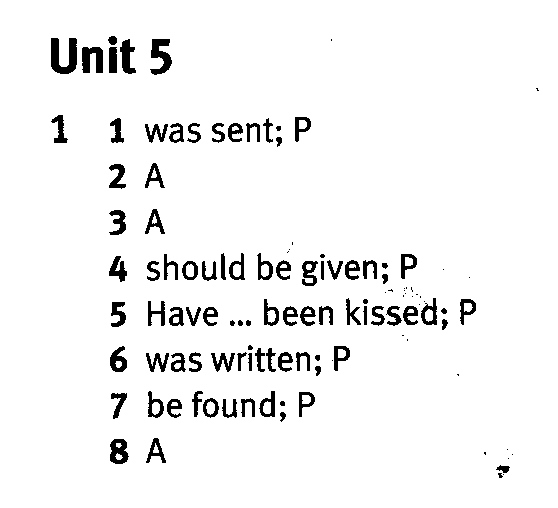 Unit 5
1 1 was sent; P
2 A
3 A
4 should be given; P
5 Have ... been kissed; P
6 was written; P
7 be found; P
8 A